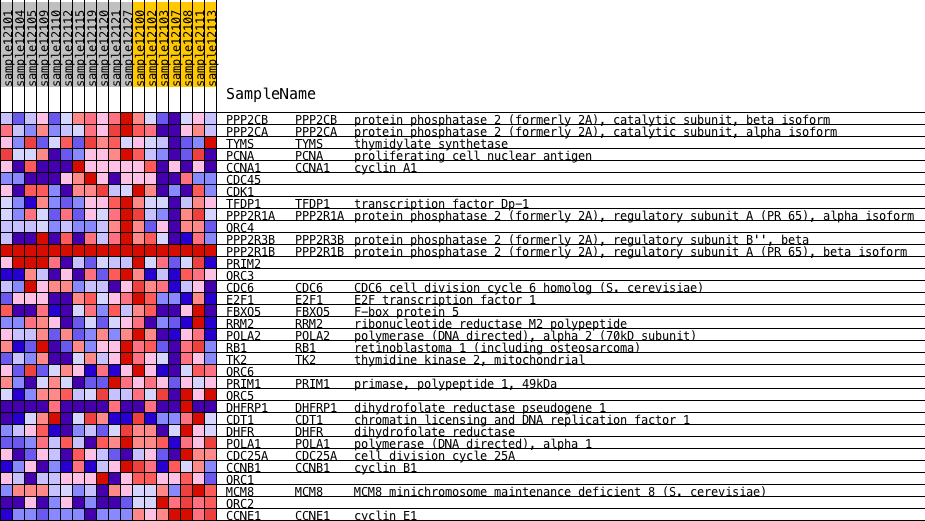 sample12101
sample12104
sample12105
sample12109
sample12110
sample12112
sample12115
sample12119
sample12120
sample12121
sample12127
sample12100
sample12102
sample12103
sample12107
sample12108
sample12111
sample12113
SampleName
PPP2CB PPP2CB protein phosphatase 2 (formerly 2A), catalytic subunit, beta isoform
PPP2CA PPP2CA protein phosphatase 2 (formerly 2A), catalytic subunit, alpha isoform
TYMS TYMS thymidylate synthetase
PCNA PCNA proliferating cell nuclear antigen
CCNA1 CCNA1 cyclin A1
CDC45
CDK1
TFDP1 TFDP1 transcription factor Dp-1
PPP2R1A PPP2R1A protein phosphatase 2 (formerly 2A), regulatory subunit A (PR 65), alpha isoform
ORC4
PPP2R3B PPP2R3B protein phosphatase 2 (formerly 2A), regulatory subunit B'', beta
PPP2R1B PPP2R1B protein phosphatase 2 (formerly 2A), regulatory subunit A (PR 65), beta isoform
PRIM2
ORC3
CDC6 CDC6 CDC6 cell division cycle 6 homolog (S. cerevisiae)
E2F1 E2F1 E2F transcription factor 1
FBXO5 FBXO5 F-box protein 5
RRM2 RRM2 ribonucleotide reductase M2 polypeptide
POLA2 POLA2 polymerase (DNA directed), alpha 2 (70kD subunit)
RB1 RB1 retinoblastoma 1 (including osteosarcoma)
TK2 TK2 thymidine kinase 2, mitochondrial
ORC6
PRIM1 PRIM1 primase, polypeptide 1, 49kDa
ORC5
DHFRP1 DHFRP1 dihydrofolate reductase pseudogene 1
CDT1 CDT1 chromatin licensing and DNA replication factor 1
DHFR DHFR dihydrofolate reductase
POLA1 POLA1 polymerase (DNA directed), alpha 1
CDC25A CDC25A cell division cycle 25A
CCNB1 CCNB1 cyclin B1
ORC1
MCM8 MCM8 MCM8 minichromosome maintenance deficient 8 (S. cerevisiae)
ORC2
CCNE1 CCNE1 cyclin E1